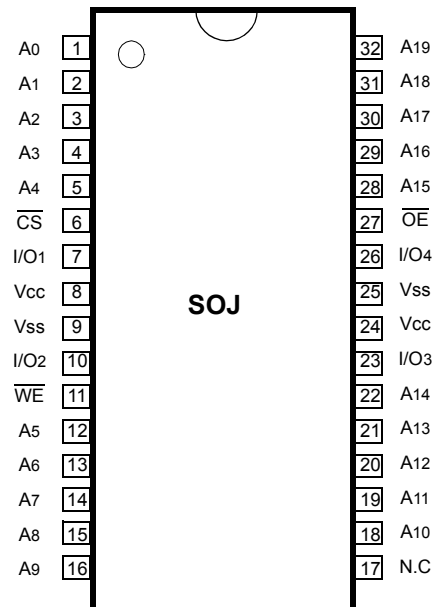 A0 1 32 A19
A1 2 31 A18
A2 3 30 A17
A3 4 29 A16
A4 5 28 A15
C̅S̅ 6 27 O̅E̅
I/O1 7 26 I/O4
Vcc 8 25 Vss
Vss 9 SOJ 24 Vcc
I/O2 10 23 I/O3
W̅E̅ 11 22 A14
A5 12 21 A13
A6 13 20 A12
A7 14 19 A11
A8 15 18 A10
A9 16 17 N.C